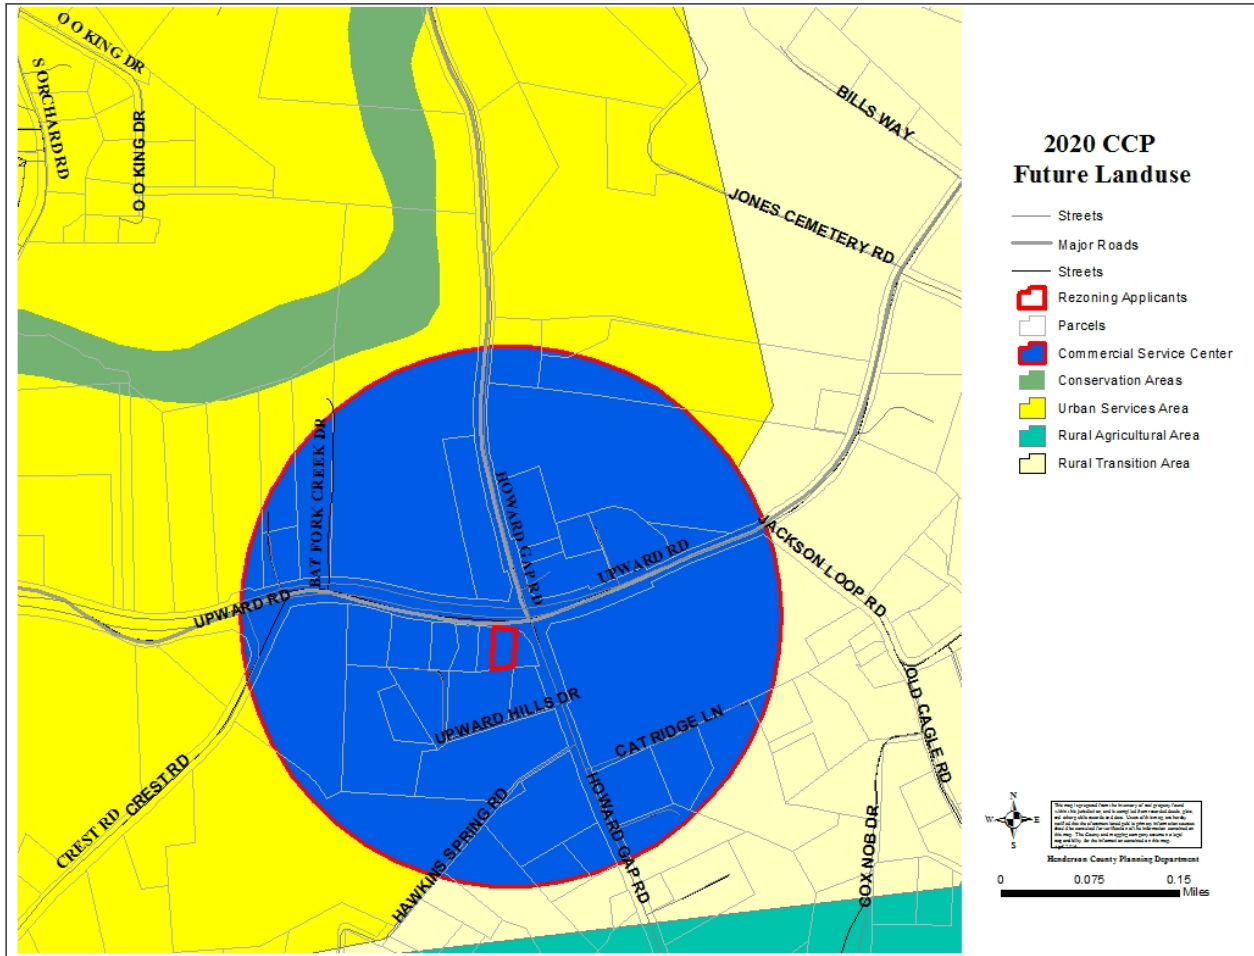 O O KING DR
S ORCHARD RD
O O KING DR
BILLS WAY
JONES CEMETERY RD
BAT FORK CREEK DR
HOWARD GAP RD
UPWARD RD
UPWARD RD
JACKSON LOOP RD
UPWARD HILLS DR
CAT RIDGE LN
OLD CAGLE RD
CREST RD
CREST RD
HAWKINS SPRING RD
HOWARD GAP RD
COX NOB DR
2020 CCP
Future Landuse
Streets
Major Roads
Streets
Rezoning Applicants
Parcels
Commercial Service Center
Conservation Areas
Urban Services Area
Rural Agricultural Area
Rural Transition Area
N
W
E
S
Henderson County Planning Department
0 0.075 0.15
Miles